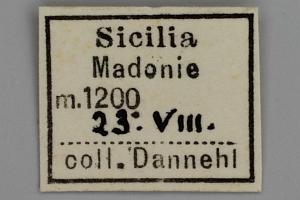 Sicilia
Madonie
m.1200
23. VIII.
coll. Dannehl